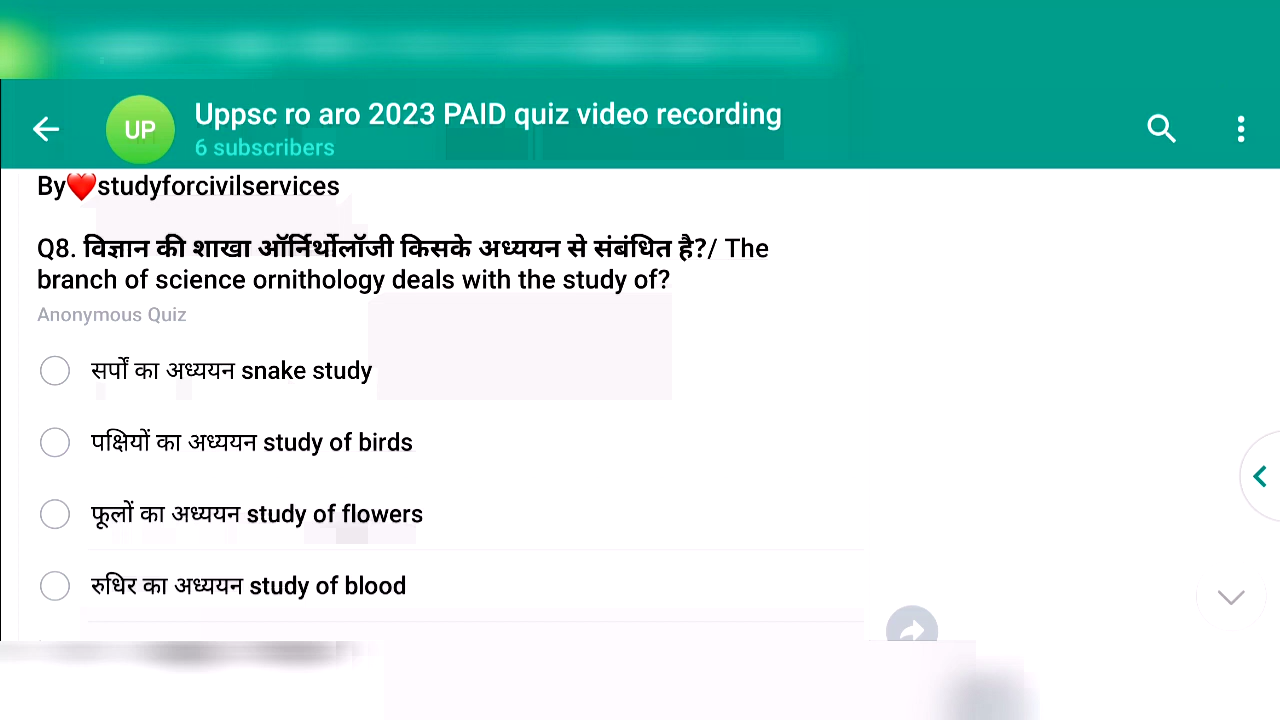 UP
Uppsc ro aro 2023 PAID quiz video recording
6 subscribers
By❤️studyforcivilservices
Q8. विज्ञान की शाखा ऑर्निर्थोलॉजी किसके अध्ययन से संबंधित है?/ The
branch of science ornithology deals with the study of?
Anonymous Quiz
सर्पों का अध्ययन snake study
पक्षियों का अध्ययन study of birds
फूलों का अध्ययन study of flowers
रुधिर का अध्ययन study of blood